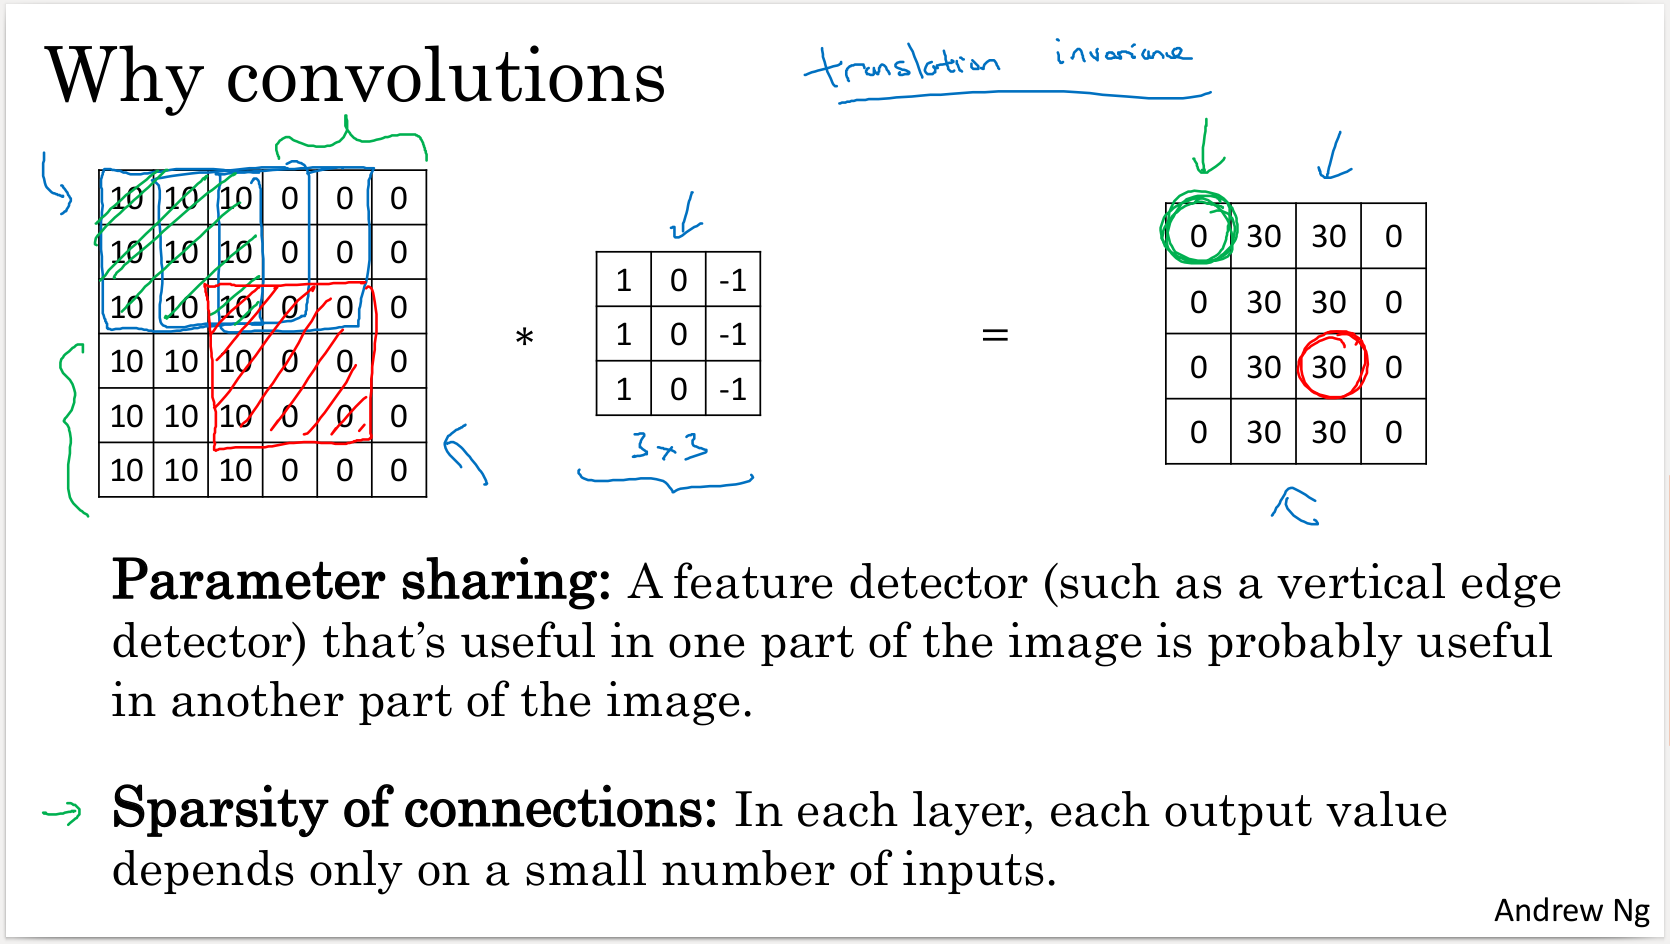 Why convolutions
translation invariance
10 10 10 0 0 0
10 10 10 0 0 0
10 10 10 0 0 0
10 10 10 0 0 0
10 10 10 0 0 0
10 10 10 0 0 0
*
1 0 -1
1 0 -1
1 0 -1
3 x 3
=
0 30 30 0
0 30 30 0
0 30 30 0
0 30 30 0
Parameter sharing: A feature detector (such as a vertical edge
detector) that’s useful in one part of the image is probably useful
in another part of the image.
Sparsity of connections: In each layer, each output value
depends only on a small number of inputs.
Andrew Ng